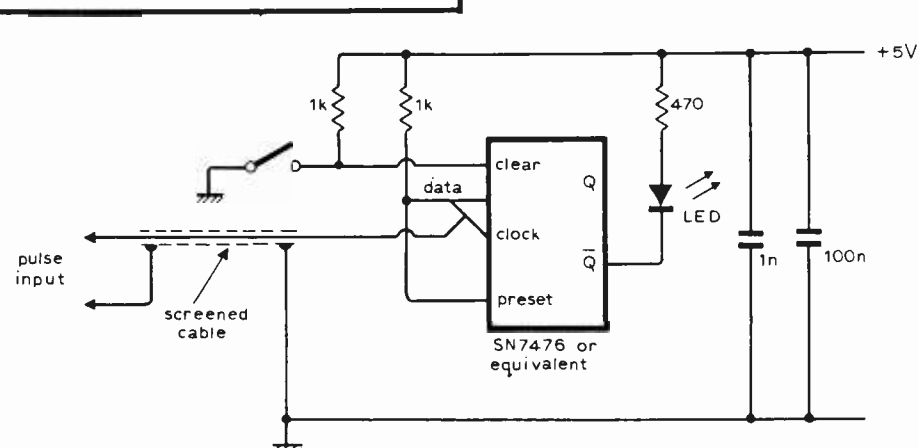 +5V
1k
1k
470
clear
data
Q
LED
clock
Q̅
pulse
input
1n
100n
preset
screened
cable
SN7476 or
equivalent